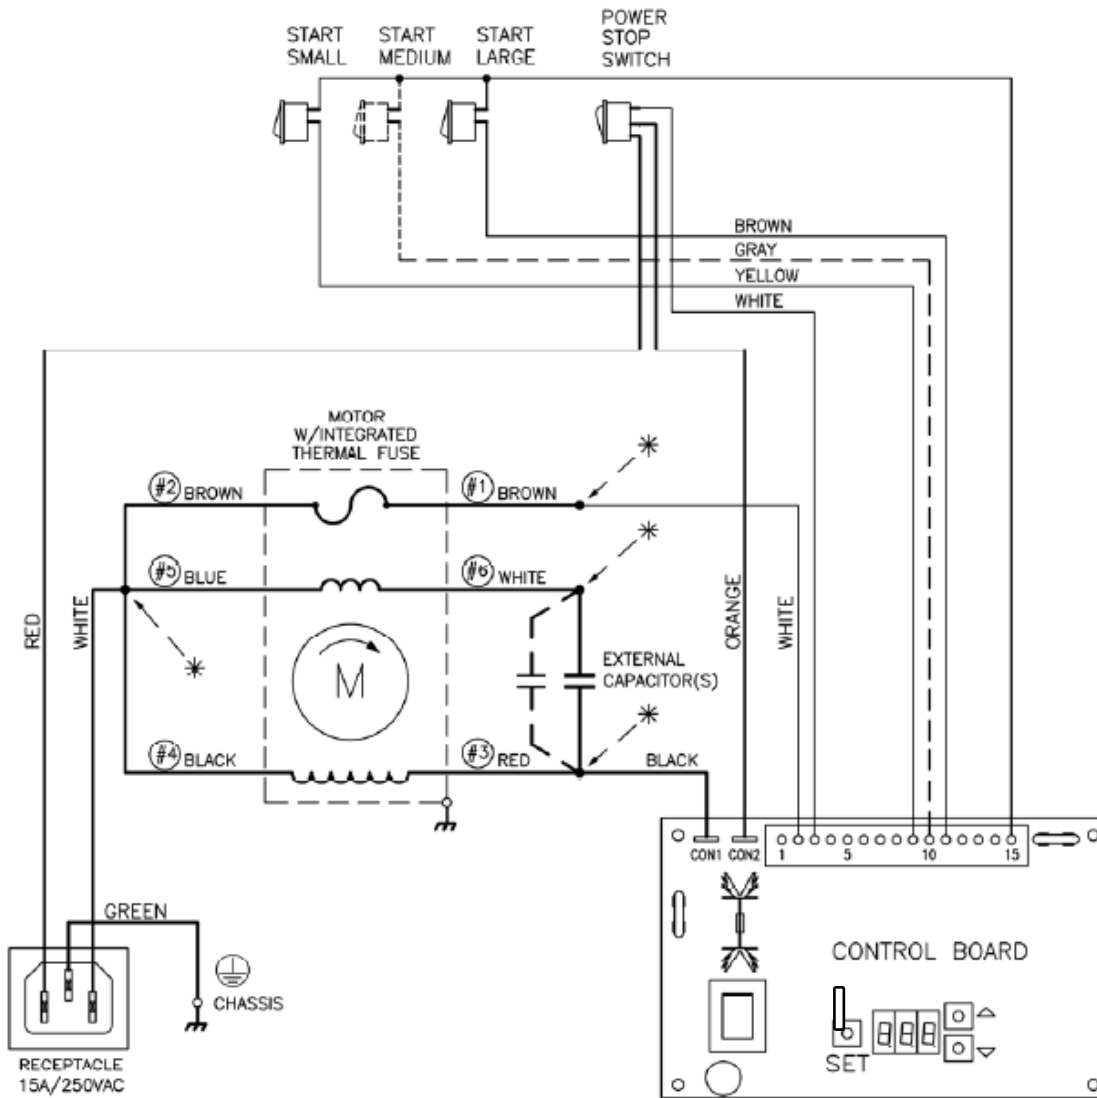 START
SMALL
START
MEDIUM
START
LARGE
POWER
STOP
SWITCH
BROWN
GRAY
YELLOW
WHITE
MOTOR
W/INTEGRATED
THERMAL FUSE
#2 BROWN
#1 BROWN
#5 BLUE
#6 WHITE
RED
WHITE
ORANGE
WHITE
M
EXTERNAL
CAPACITOR(S)
#4 BLACK
#3 RED
BLACK
CON1 CON2 1 5 10 15
GREEN
CHASSIS
CONTROL BOARD
888
SET
RECEPTACLE
15A/250VAC